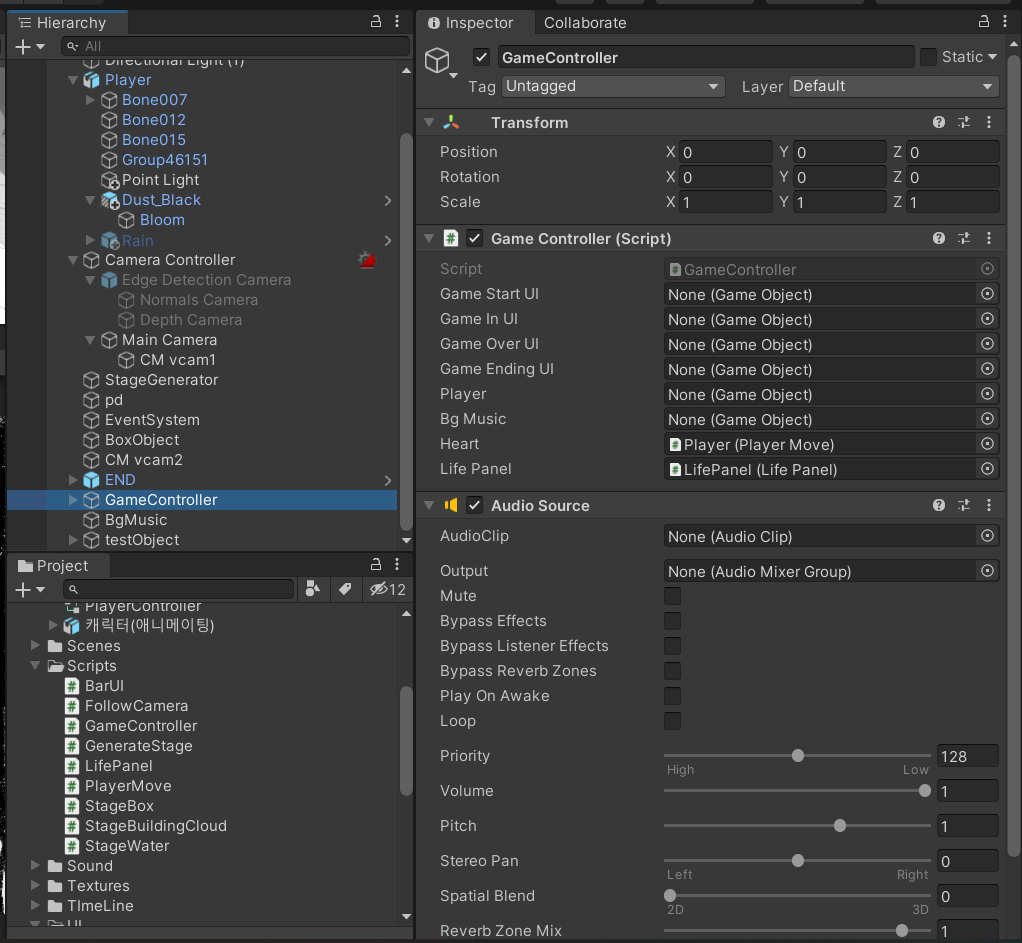 Hierarchy
All
Directional Light (1)
Player
Bone007
Bone012
Bone015
Group46151
Point Light
Dust_Black
Bloom
Rain
Camera Controller
Edge Detection Camera
Normals Camera
Depth Camera
Main Camera
CM vcam1
StageGenerator
pd
EventSystem
BoxObject
CM vcam2
END
GameController
BgMusic
testObject
Project
12
PlayerController
캐릭터(애니메이팅)
Scenes
Scripts
BarUI
FollowCamera
GameController
GenerateStage
LifePanel
PlayerMove
StageBox
StageBuildingCloud
StageWater
Sound
Textures
TImeLine
UI
Inspector Collaborate
GameController Static
Tag Untagged Layer Default
Transform
Position X 0 Y 0 Z 0
Rotation X 0 Y 0 Z 0
Scale X 1 Y 1 Z 1
Game Controller (Script)
Script GameController
Game Start UI None (Game Object)
Game In UI None (Game Object)
Game Over UI None (Game Object)
Game Ending UI None (Game Object)
Player None (Game Object)
Bg Music None (Game Object)
Heart Player (Player Move)
Life Panel LifePanel (Life Panel)
Audio Source
AudioClip None (Audio Clip)
Output None (Audio Mixer Group)
Mute
Bypass Effects
Bypass Listener Effects
Bypass Reverb Zones
Play On Awake
Loop
Priority 128
High Low
Volume 1
Pitch 1
Stereo Pan 0
Left Right
Spatial Blend 0
2D 3D
Reverb Zone Mix 1